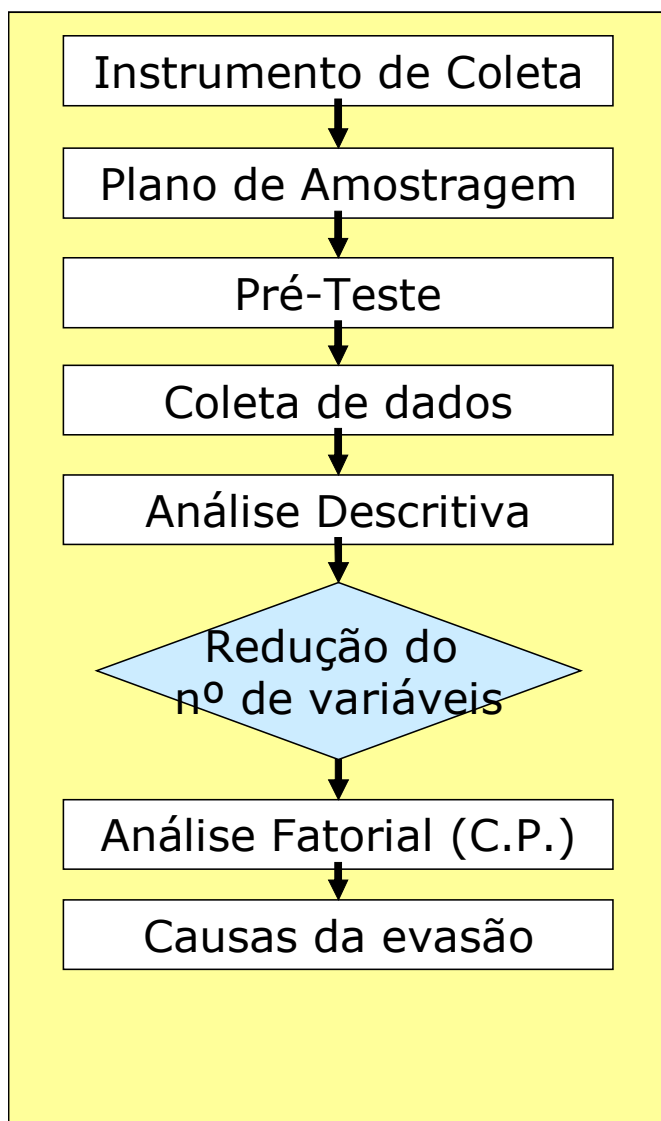 Instrumento de Coleta
Plano de Amostragem
Pré-Teste
Coleta de dados
Análise Descritiva
Redução do
nº de variáveis
Análise Fatorial (C.P.)
Causas da evasão